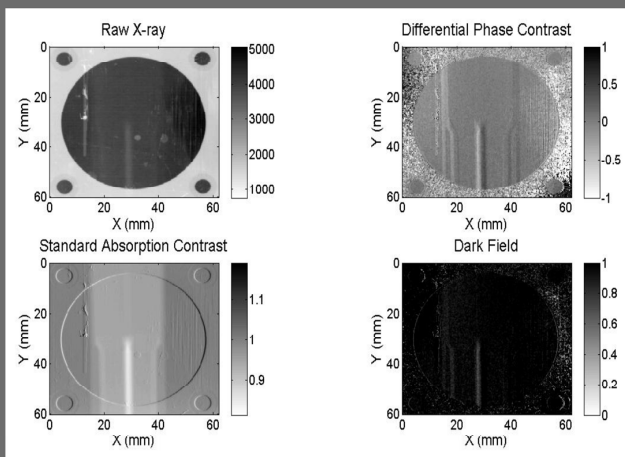 Raw X-ray
0
20
40
60
Y (mm)
0 20 40 60
X (mm)
5000
4000
3000
2000
1000
Differential Phase Contrast
0
20
40
60
Y (mm)
0 20 40 60
X (mm)
1
0.5
0
-0.5
-1
Standard Absorption Contrast
0
20
40
60
Y (mm)
0 20 40 60
X (mm)
1.1
1
0.9
Dark Field
0
20
40
60
Y (mm)
0 20 40 60
X (mm)
1
0.8
0.6
0.4
0.2
0